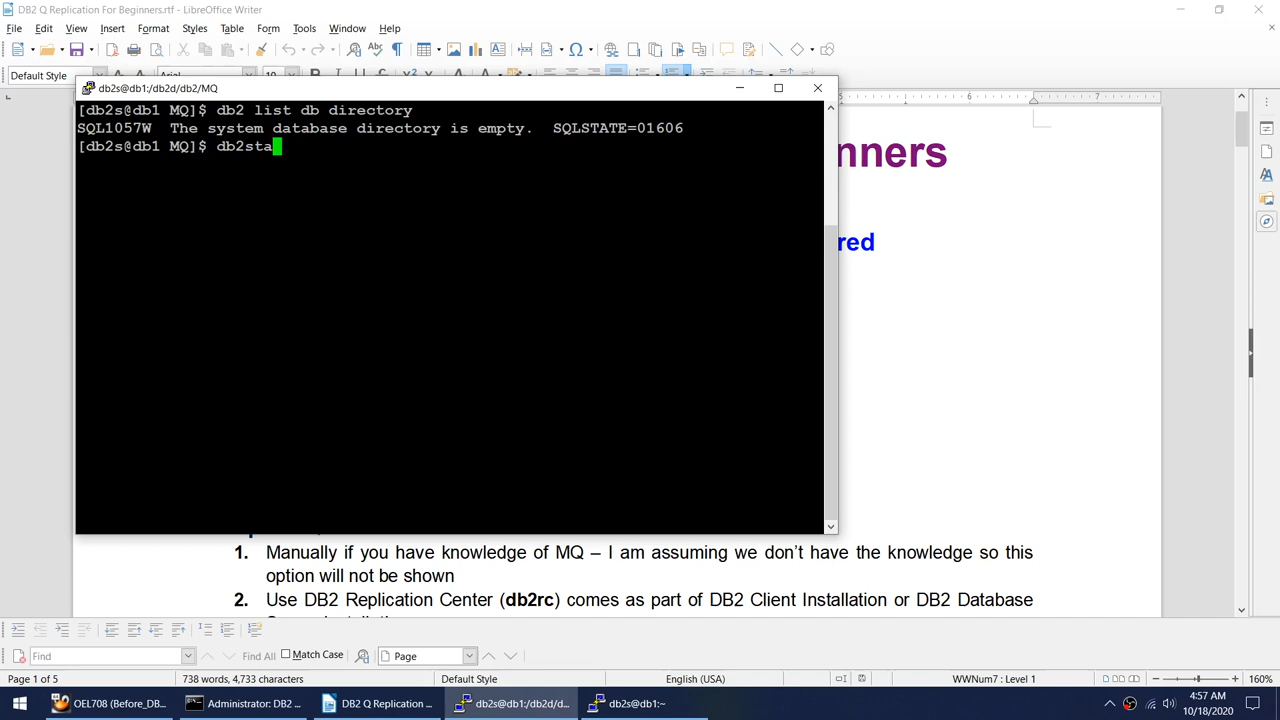 DB2 Q Replication For Beginners.rtf - LibreOffice Writer
File Edit View Insert Format Styles Table Form Tools Window Help
Default Style
db2s@db1:/db2d/db2/MQ
[db2s@db1 MQ]$ db2 list db directory
SQL1057W  The system database directory is empty.  SQLSTATE=01606
[db2s@db1 MQ]$ db2sta
nners
red
1. Manually if you have knowledge of MQ – I am assuming we don't have the knowledge so this
option will not be shown
2. Use DB2 Replication Center (db2rc) comes as part of DB2 Client Installation or DB2 Database
Find Find All Match Case Page
Page 1 of 5 738 words, 4,733 characters Default Style English (USA) WWNum7 : Level 1 160%
OEL708 (Before_DB... Administrator: DB2 ... DB2 Q Replication ... db2s@db1:/db2d/d... db2s@db1:~
4:57 AM
10/18/2020